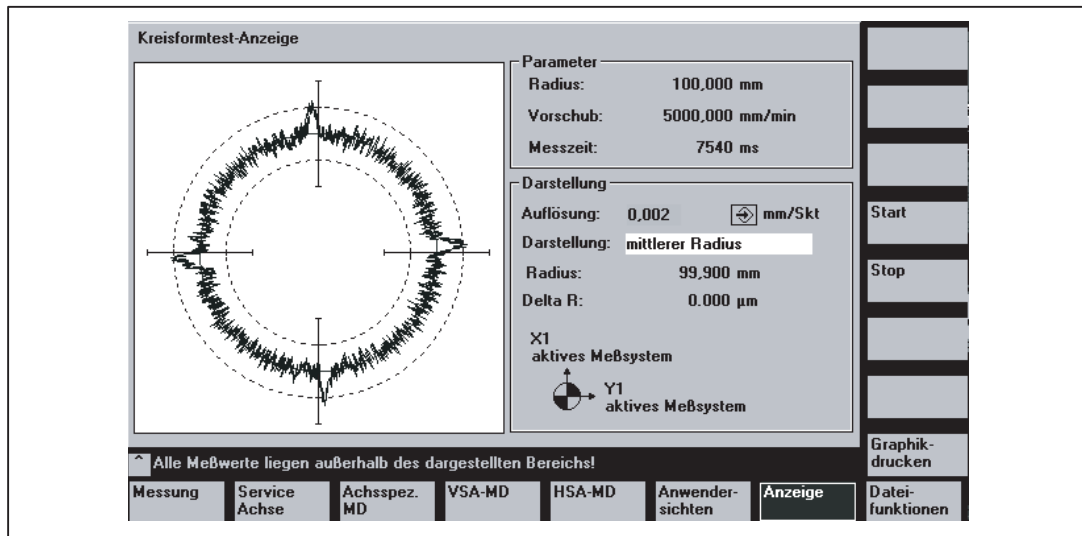 Kreisformtest-Anzeige
Parameter
Radius: 100,000 mm
Vorschub: 5000,000 mm/min
Messzeit: 7540 ms
Darstellung
Auflösung: 0,002 mm/Skt
Darstellung: mittlerer Radius
Radius: 99,900 mm
Delta R: 0.000 µm
X1
aktives Meßsystem
Y1
aktives Meßsystem
Start
Stop
Graphik-
drucken
^ Alle Meßwerte liegen außerhalb des dargestellten Bereichs!
Messung
Service
Achse
Achsspez.
MD
VSA-MD
HSA-MD
Anwender-
sichten
Anzeige
Datei-
funktionen